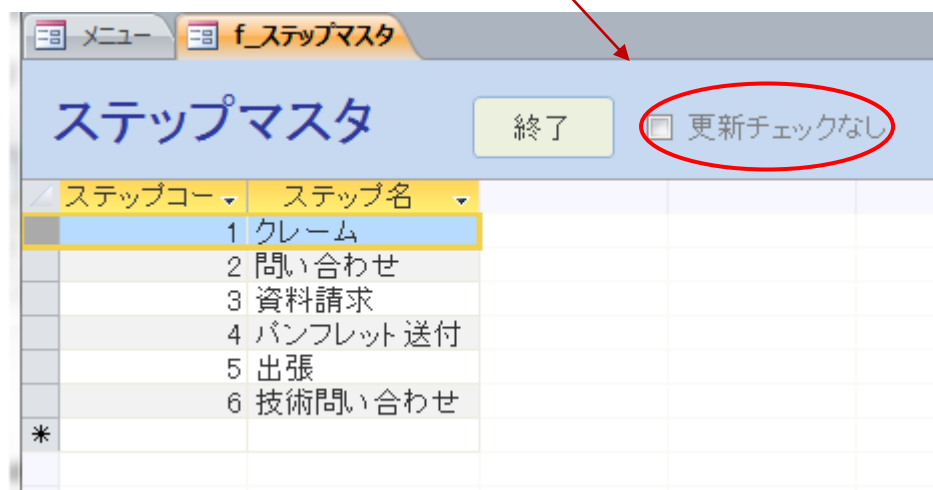 メニュー f_ステップマスタ
ステップマスタ 終了 更新チェックなし
ステップコー ステップ名
1 クレーム
2 問い合わせ
3 資料請求
4 パンフレット送付
5 出張
6 技術問い合わせ